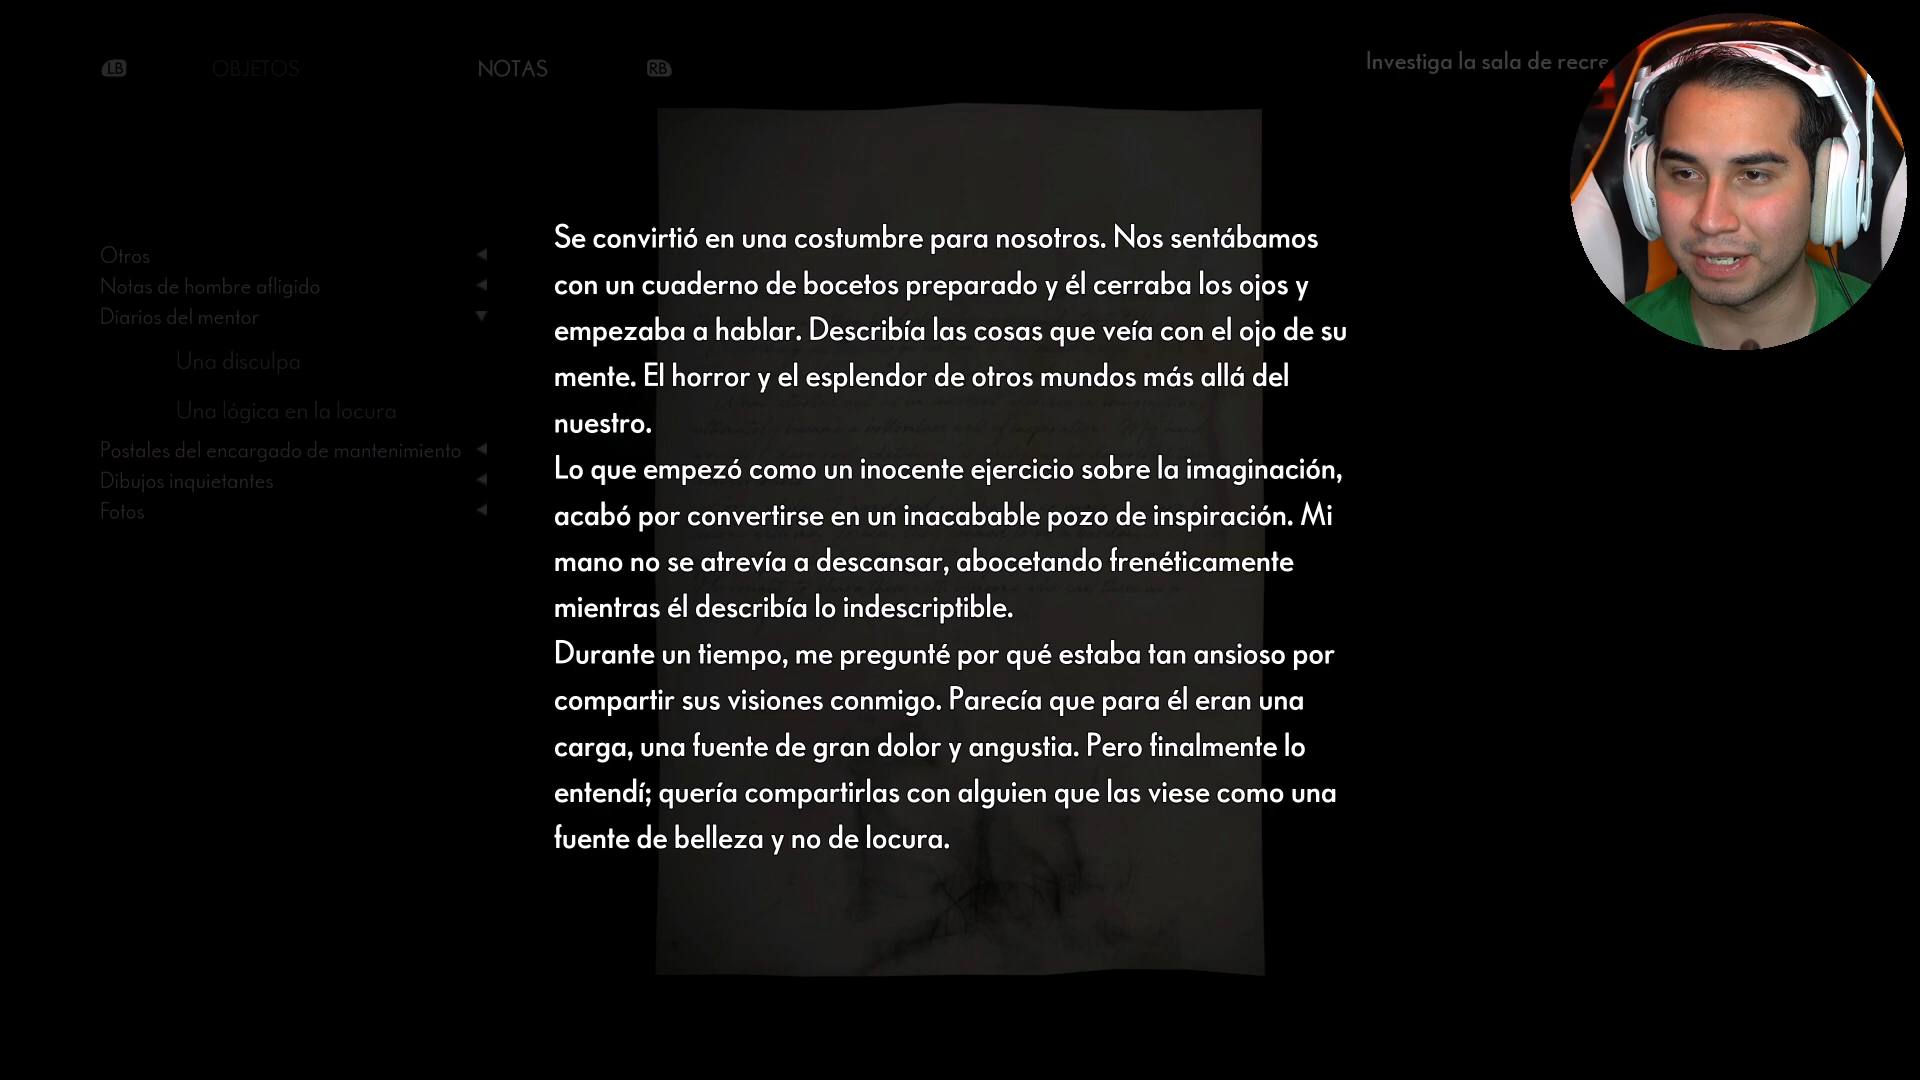 LB
OBJETOS
NOTAS
RB
Investiga la sala de recre
Otros
Notas de hombre afligido
Diarios del mentor
Una disculpa
Una lógica en la locura
Postales del encargado de mantenimiento
Dibujos inquietantes
Fotos
Se convirtió en una costumbre para nosotros. Nos sentábamos
con un cuaderno de bocetos preparado y él cerraba los ojos y
empezaba a hablar. Describía las cosas que veía con el ojo de su
mente. El horror y el esplendor de otros mundos más allá del
nuestro.
Lo que empezó como un inocente ejercicio sobre la imaginación,
acabó por convertirse en un inacabable pozo de inspiración. Mi
mano no se atrevía a descansar, abocetando frenéticamente
mientras él describía lo indescriptible.
Durante un tiempo, me pregunté por qué estaba tan ansioso por
compartir sus visiones conmigo. Parecía que para él eran una
carga, una fuente de gran dolor y angustia. Pero finalmente lo
entendí; quería compartirlas con alguien que las viese como una
fuente de belleza y no de locura.